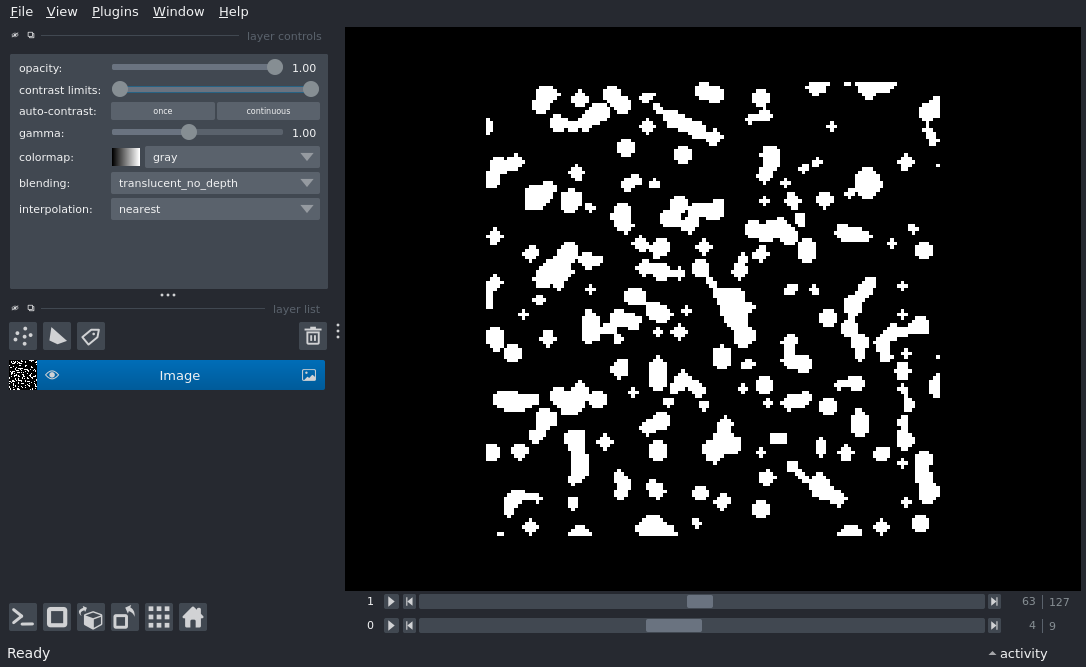 File View Plugins Window Help
layer controls
opacity: 1.00
contrast limits:
auto-contrast: once continuous
gamma: 1.00
colormap: gray
blending: translucent_no_depth
interpolation: nearest
layer list
Image
1 63 127
0 4 9
Ready activity